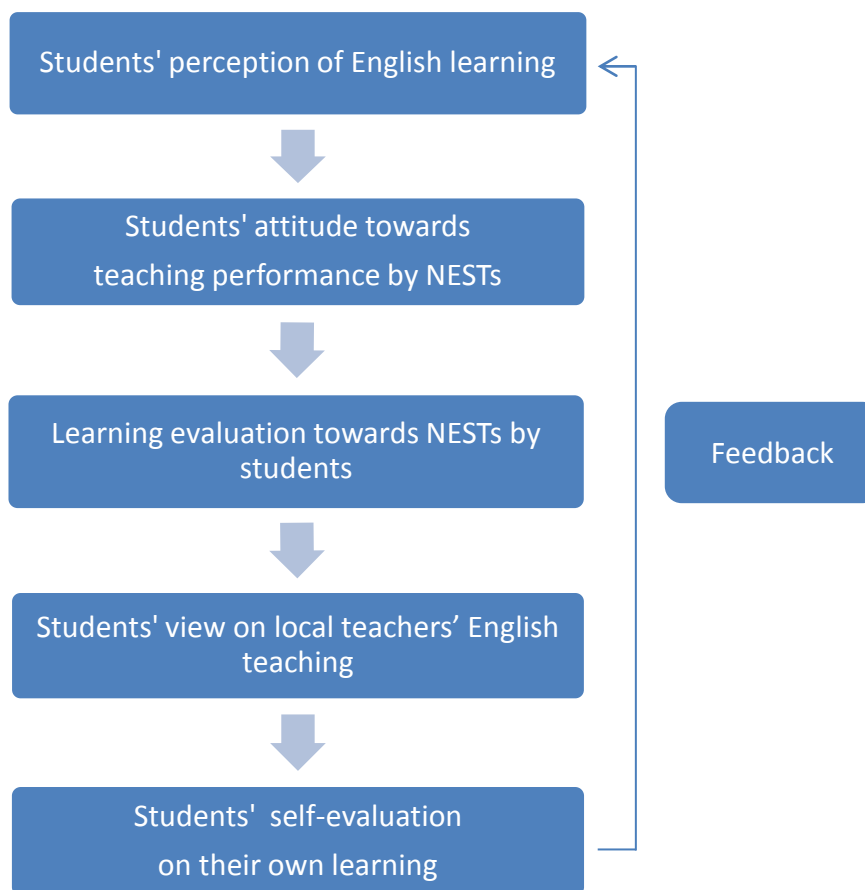 Students' perception of English learning
Students' attitude towards
teaching performance by NESTs
Learning evaluation towards NESTs by
students
Feedback
Students' view on local teachers’ English
teaching
Students'  self-evaluation
on their own learning